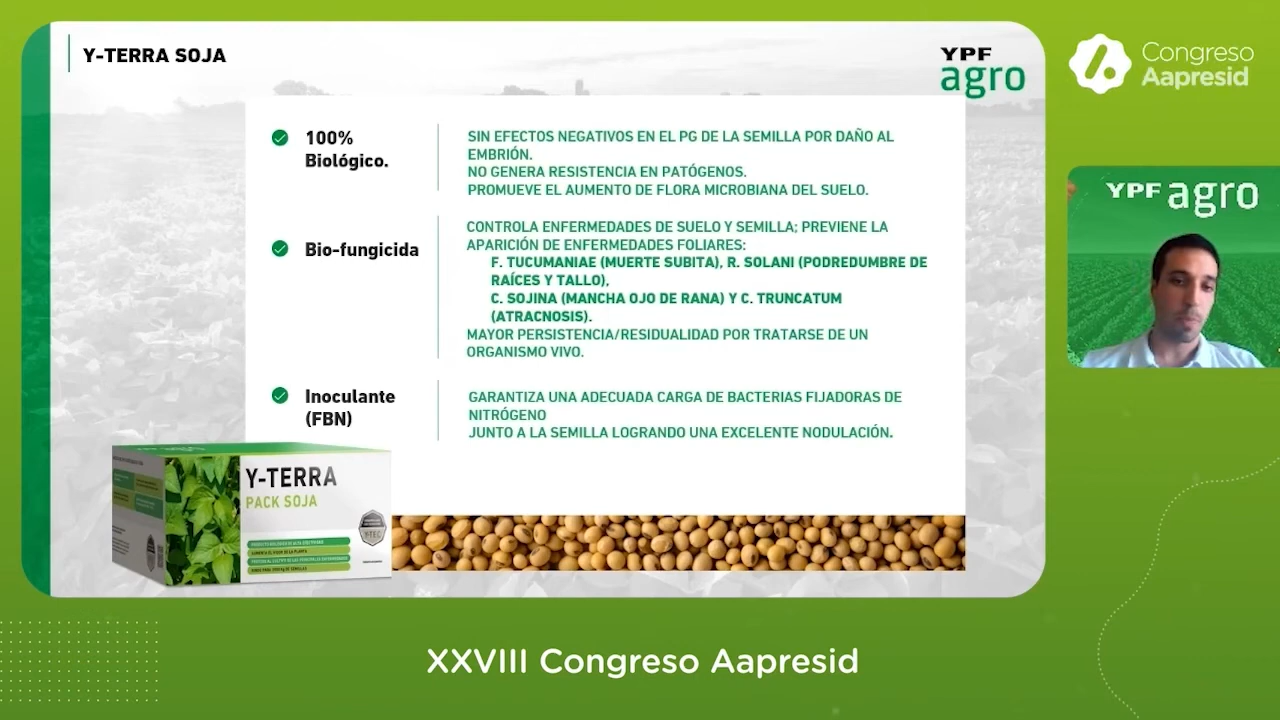 Y-TERRA SOJA
YPF
agro
Congreso
Aapresid
100%
Biológico.
SIN EFECTOS NEGATIVOS EN EL PG DE LA SEMILLA POR DAÑO AL
EMBRIÓN.
NO GENERA RESISTENCIA EN PATÓGENOS.
PROMUEVE EL AUMENTO DE FLORA MICROBIANA DEL SUELO.
Bio-fungicida
CONTROLA ENFERMEDADES DE SUELO Y SEMILLA; PREVIENE LA
APARICIÓN DE ENFERMEDADES FOLIARES:
F. TUCUMANIAE (MUERTE SUBITA), R. SOLANI (PODREDUMBRE DE
RAÍCES Y TALLO),
C. SOJINA (MANCHA OJO DE RANA) Y C. TRUNCATUM
(ATRACNOSIS).
MAYOR PERSISTENCIA/RESIDUALIDAD POR TRATARSE DE UN
ORGANISMO VIVO.
Inoculante
(FBN)
GARANTIZA UNA ADECUADA CARGA DE BACTERIAS FIJADORAS DE
NITRÓGENO
JUNTO A LA SEMILLA LOGRANDO UNA EXCELENTE NODULACIÓN.
YPF agro
Y-TERRA
PACK SOJA
Y-TEC
XXVIII Congreso Aapresid